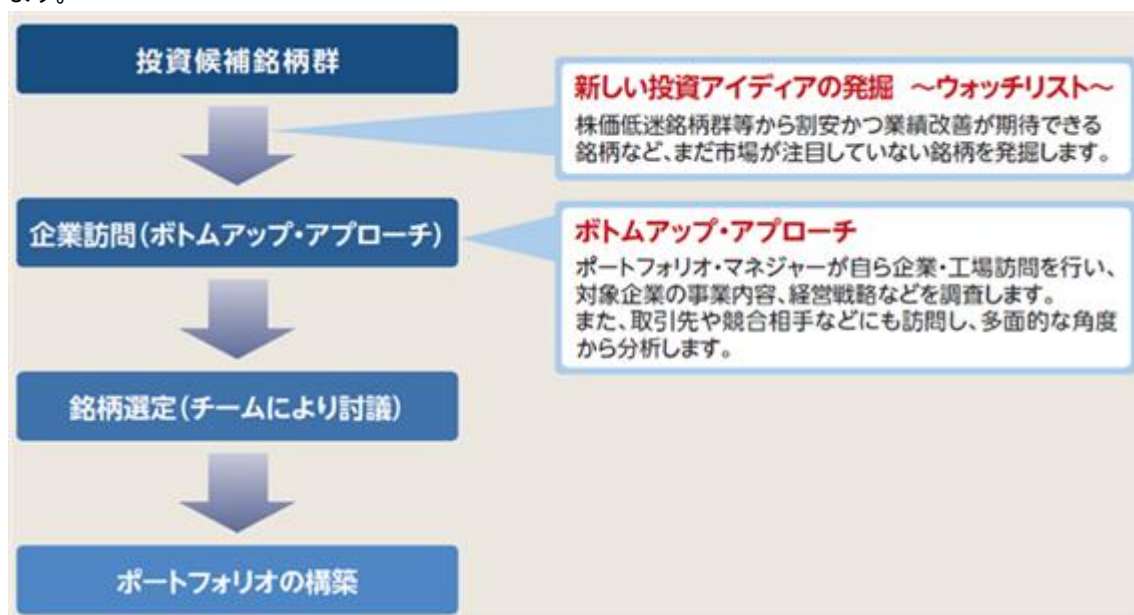 ます。
投資候補銘柄群
新しい投資アイディアの発掘 ～ウォッチリスト～
株価低迷銘柄群等から割安かつ業績改善が期待できる
銘柄など、まだ市場が注目していない銘柄を発掘します。
企業訪問(ボトムアップ・アプローチ)
ボトムアップ・アプローチ
ポートフォリオ・マネジャーが自ら企業・工場訪問を行い、
対象企業の事業内容、経営戦略などを調査します。
また、取引先や競合相手などにも訪問し、多面的な角度
から分析します。
銘柄選定(チームにより討議)
ポートフォリオの構築